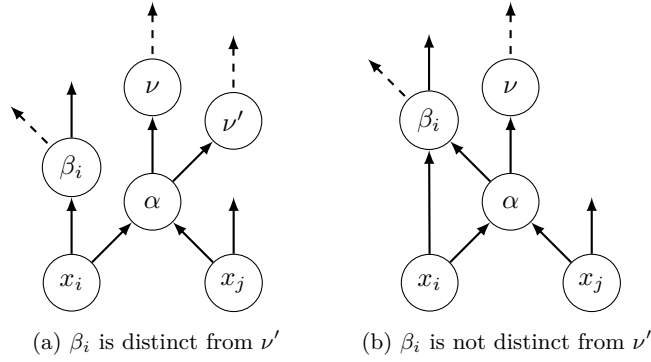 ν
ν′
β_i
α
x_i
x_j
(a) β_i is distinct from ν′
β_i
ν
α
x_i
x_j
(b) β_i is not distinct from ν′